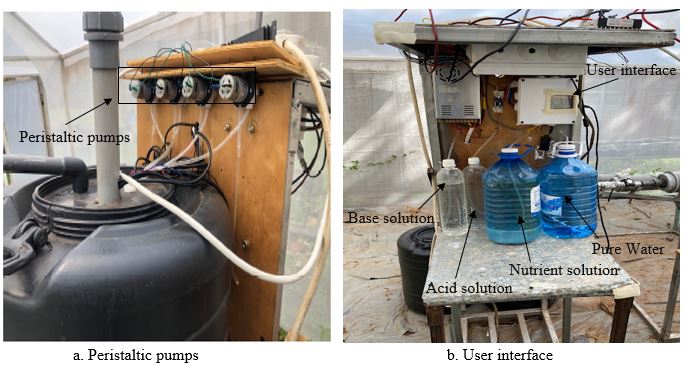 Peristaltic pumps
User interface
Base solution
Pure Water
Nutrient solution
Acid solution
a. Peristaltic pumps
b. User interface